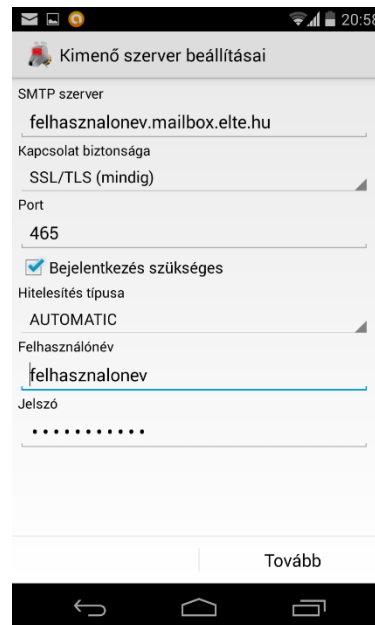 20:58
Kimenő szerver beállításai
SMTP szerver
felhasznalonev.mailbox.elte.hu
Kapcsolat biztonsága
SSL/TLS (mindig)
Port
465
Bejelentkezés szükséges
Hitelesítés típusa
AUTOMATIC
Felhasználónév
felhasznalonev
Jelszó
•••••••••••
Tovább